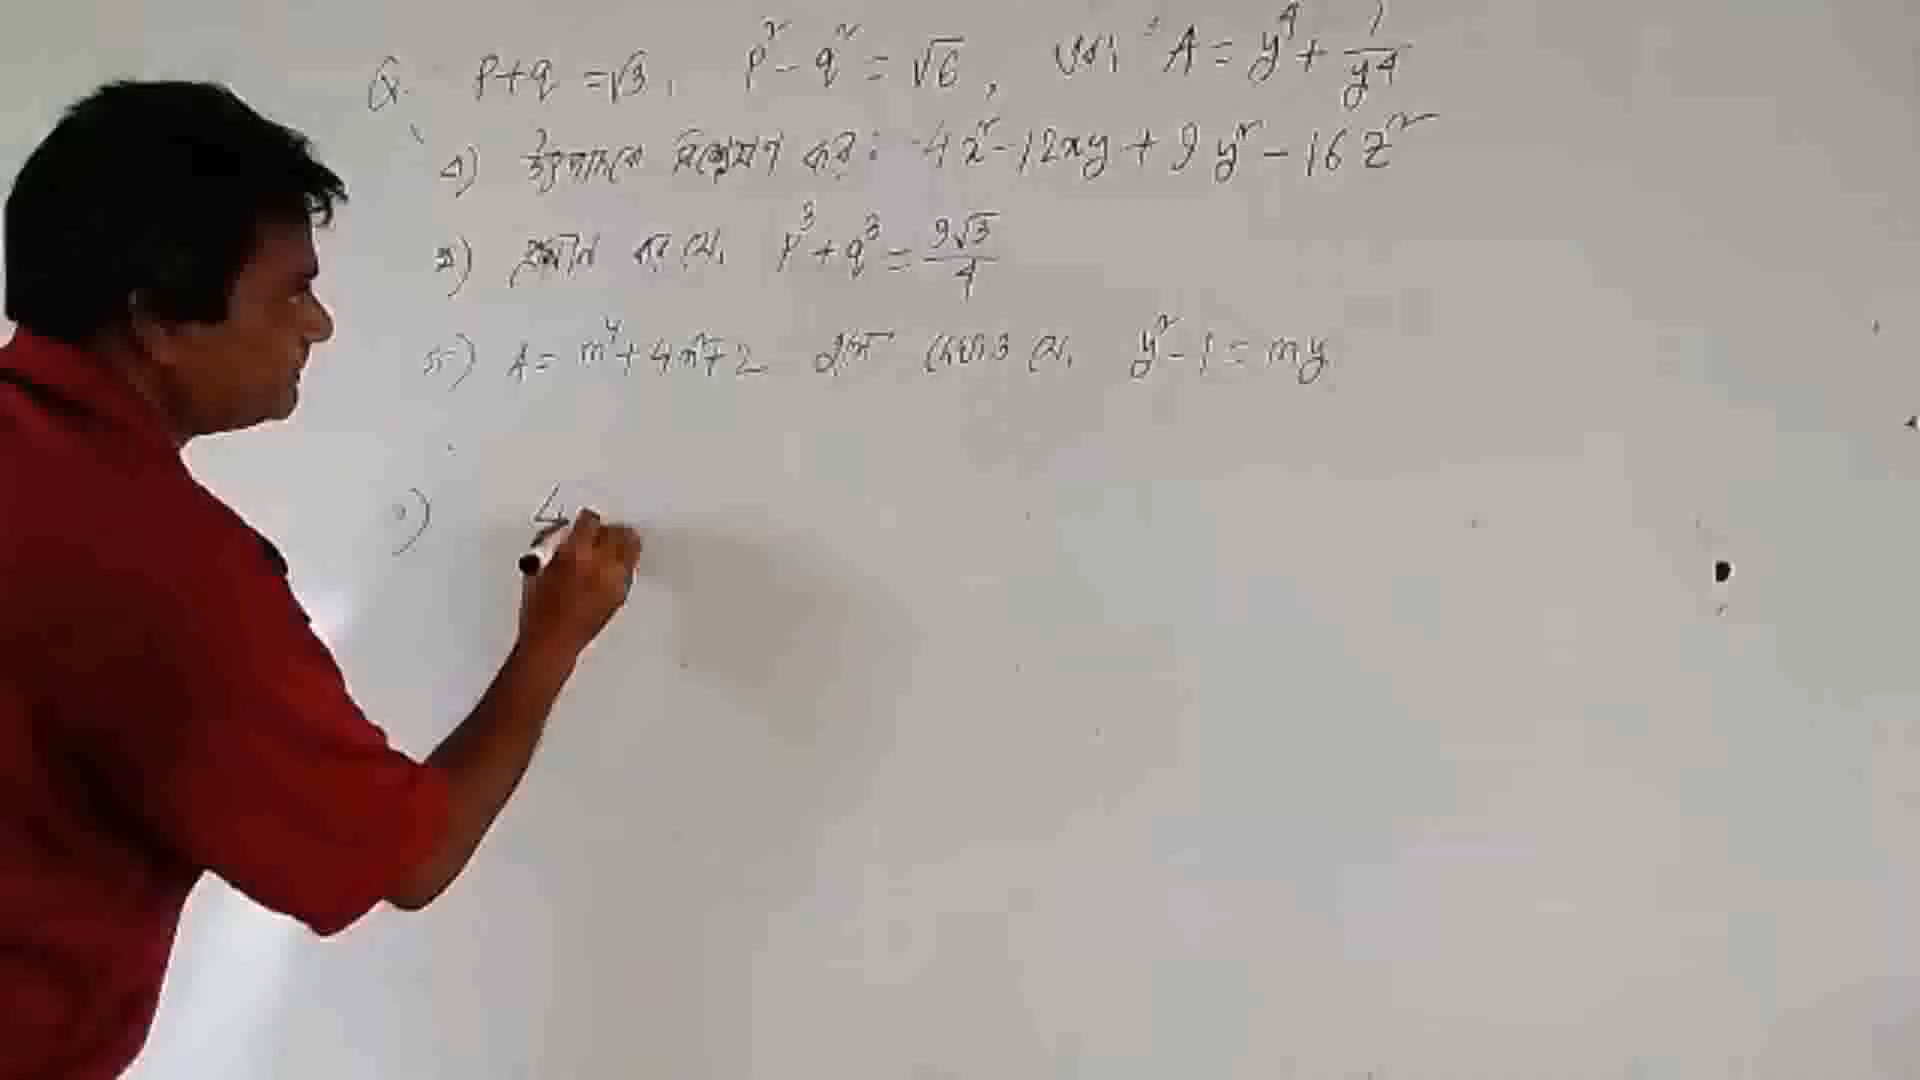 Q. p+q = √3, p² - q² = √6, এবং A = y⁴ + 1/y⁴
ক) উৎপাদকে বিশ্লেষণ কর: 4x² - 12xy + 9y² - 16z²
খ) প্রমাণ কর যে, p³ + q³ = 9√3/4
গ) A = m⁴ + 4m² + 2 হলে দেখাও যে, y² - 1 = my
) 4